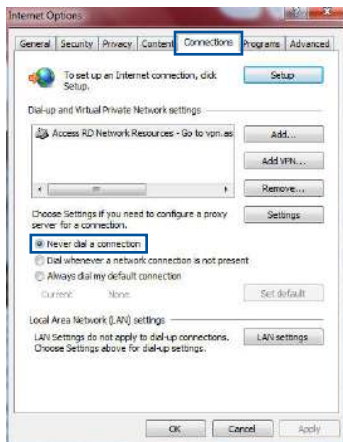 Internet Options
General Security Privacy Content Connections Programs Advanced
To set up an Internet connection, click
Setup.
Setup
Dial-up and Virtual Private Network settings
Access RD Network Resources - Go to vpn.as
Add...
Add VPN...
Remove...
Choose Settings if you need to configure a proxy
server for a connection.
Settings
Never dial a connection
Dial whenever a network connection is not present
Always dial my default connection
Current None
Set default
Local Area Network (LAN) settings
LAN Settings do not apply to dial-up connections.
Choose Settings above for dial-up settings.
LAN settings
OK Cancel Apply